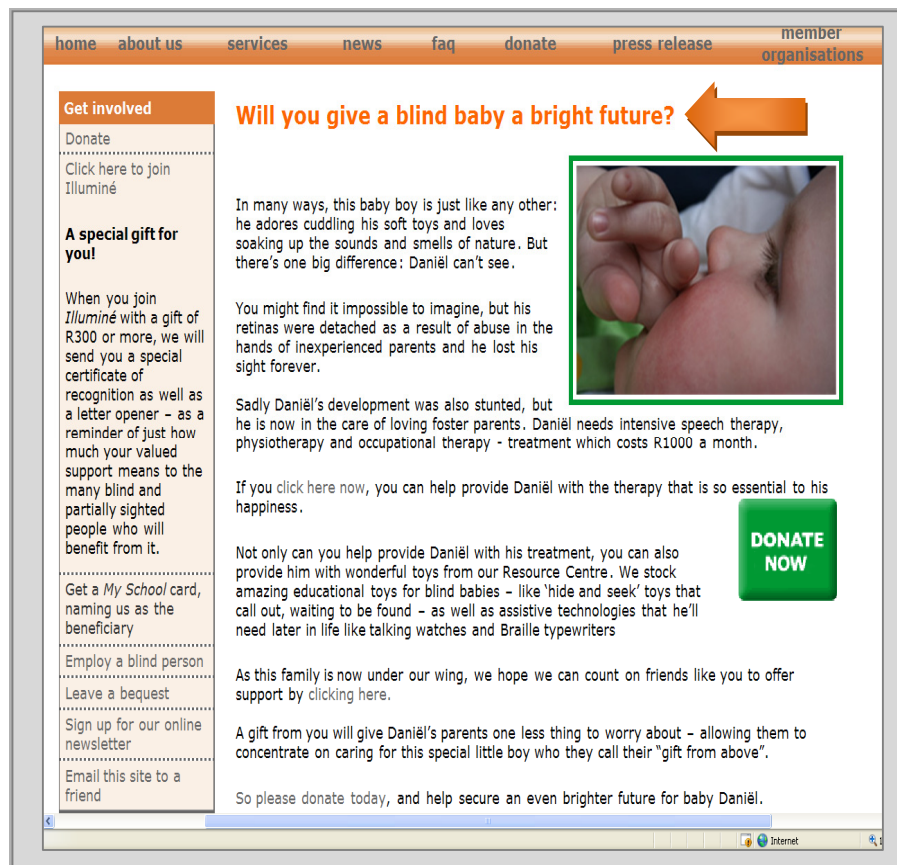 home about us services news faq donate press release member organisations
Get involved
Donate
Click here to join
Illuminé
A special gift for
you!
When you join
Illuminé with a gift of
R300 or more, we will
send you a special
certificate of
recognition as well as
a letter opener – as a
reminder of just how
much your valued
support means to the
many blind and
partially sighted
people who will
benefit from it.
Get a My School card,
naming us as the
beneficiary
Employ a blind person
Leave a bequest
Sign up for our online
newsletter
Email this site to a
friend
Will you give a blind baby a bright future?
In many ways, this baby boy is just like any other:
he adores cuddling his soft toys and loves
soaking up the sounds and smells of nature. But
there's one big difference: Daniël can't see.
You might find it impossible to imagine, but his
retinas were detached as a result of abuse in the
hands of inexperienced parents and he lost his
sight forever.
Sadly Daniël's development was also stunted, but
he is now in the care of loving foster parents. Daniël needs intensive speech therapy,
physiotherapy and occupational therapy - treatment which costs R1000 a month.
If you click here now, you can help provide Daniël with the therapy that is so essential to his
happiness.
DONATE
NOW
Not only can you help provide Daniël with his treatment, you can also
provide him with wonderful toys from our Resource Centre. We stock
amazing educational toys for blind babies – like 'hide and seek' toys that
call out, waiting to be found – as well as assistive technologies that he'll
need later in life like talking watches and Braille typewriters
As this family is now under our wing, we hope we can count on friends like you to offer
support by clicking here.
A gift from you will give Daniël's parents one less thing to worry about – allowing them to
concentrate on caring for this special little boy who they call their "gift from above".
So please donate today, and help secure an even brighter future for baby Daniël.
Internet